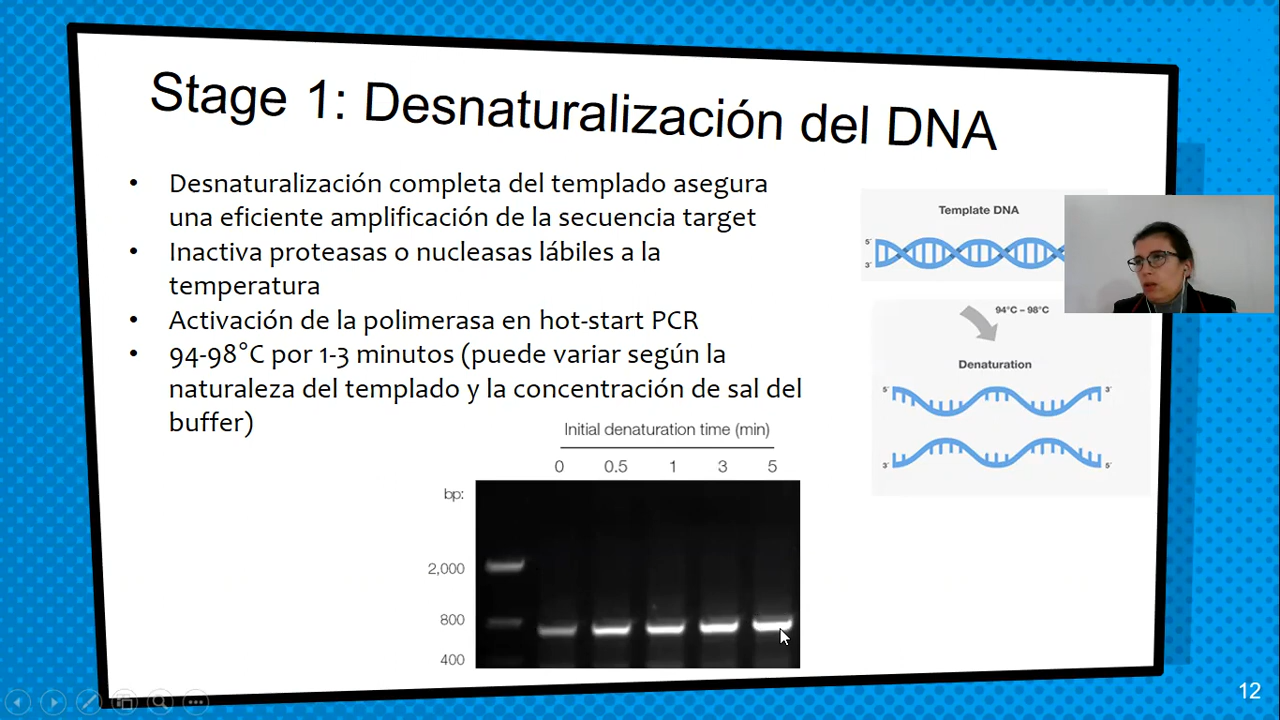 Stage 1: Desnaturalización del DNA
• Desnaturalización completa del templado asegura
una eficiente amplificación de la secuencia target
• Inactiva proteasas o nucleasas lábiles a la
temperatura
• Activación de la polimerasa en hot-start PCR
• 94-98°C por 1-3 minutos (puede variar según la
naturaleza del templado y la concentración de sal del
buffer)
Template DNA
5´
3´
94°C – 98°C
Denaturation
5´ 3´
3´ 5´
Initial denaturation time (min)
0 0.5 1 3 5
bp:
2,000
800
400
12